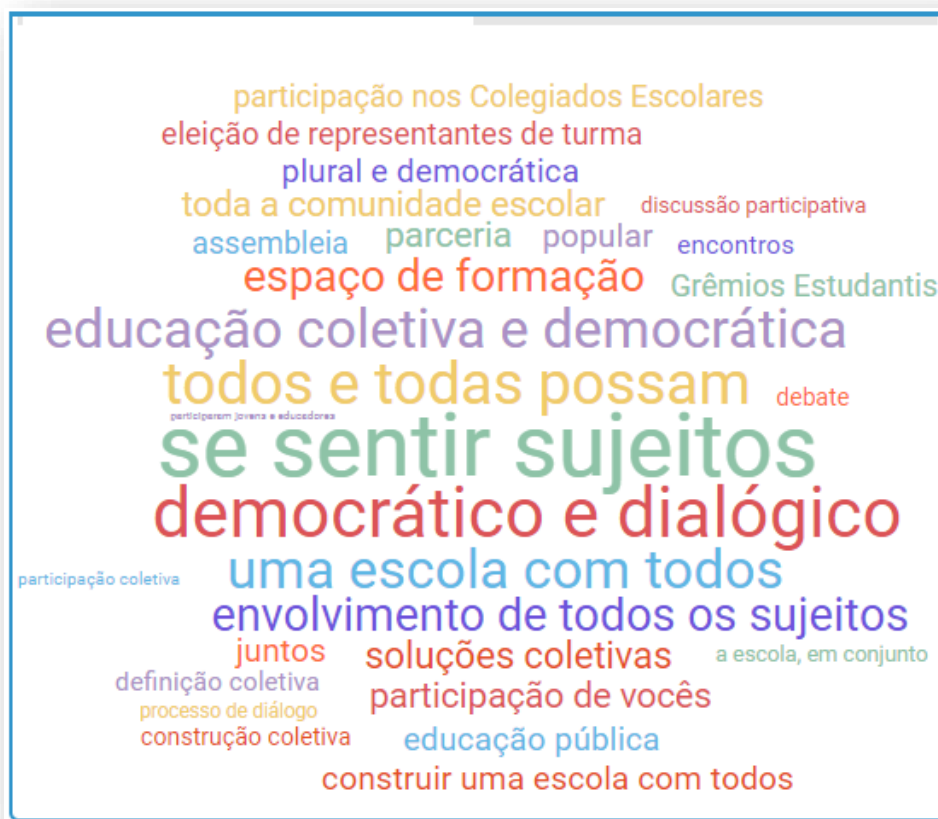 participação nos Colegiados Escolares
eleição de representantes de turma
plural e democrática
toda a comunidade escolar discussão participativa
assembleia parceria popular encontros
espaço de formação Grêmios Estudantis
educação coletiva e democrática
todos e todas possam debate
participaram jovens e educadores
se sentir sujeitos
democrático e dialógico
participação coletiva uma escola com todos
envolvimento de todos os sujeitos
juntos soluções coletivas a escola, em conjunto
definição coletiva participação de vocês
processo de diálogo
construção coletiva educação pública
construir uma escola com todos